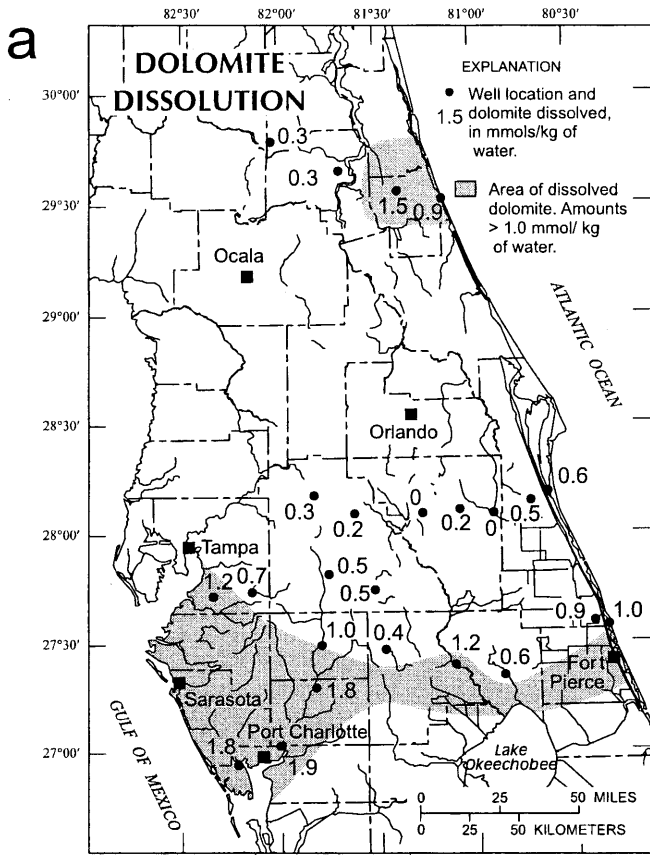 a
82°30' 82°00' 81°30' 81°00' 80°30'
DOLOMITE
DISSOLUTION
EXPLANATION
Well location and
dolomite dissolved,
in mmols/kg of
water.
1.5
Area of dissolved
dolomite. Amounts
> 1.0 mmol/ kg
of water.
30°00'
0.3
0.3
29°30'
1.5
0.9
Ocala
29°00'
ATLANTIC OCEAN
28°30'
Orlando
0.6
0.3
0.2
0
0.2
0
0.5
28°00'
Tampa
1.2
0.7
0.5
0.5
0.9
1.0
27°30'
1.0
0.4
1.2
0.6
Fort
Pierce
Sarasota
1.8
Port Charlotte
1.8
1.9
27°00'
GULF OF MEXICO
Lake
Okeechobee
0 25 50 MILES
0 25 50 KILOMETERS